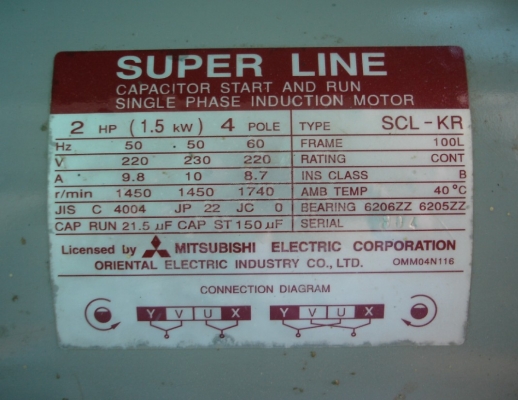 SUPER LINE
CAPACITOR START AND RUN
SINGLE PHASE INDUCTION MOTOR
2 HP (1.5 kW) 4 POLE TYPE SCL-KR
Hz 50 50 60 FRAME 100L
V 220 230 220 RATING CONT
A 9.8 10 8.7 INS CLASS B
r/min 1450 1450 1740 AMB TEMP 40°C
JIS C 4004 JP 22 JC 0 BEARING 6206ZZ 6205ZZ
CAP RUN 21.5 µF CAP ST 150 µF SERIAL
Licensed by MITSUBISHI ELECTRIC CORPORATION
ORIENTAL ELECTRIC INDUSTRY CO., LTD. OMM04N116
CONNECTION DIAGRAM
Y V U X Y V U X